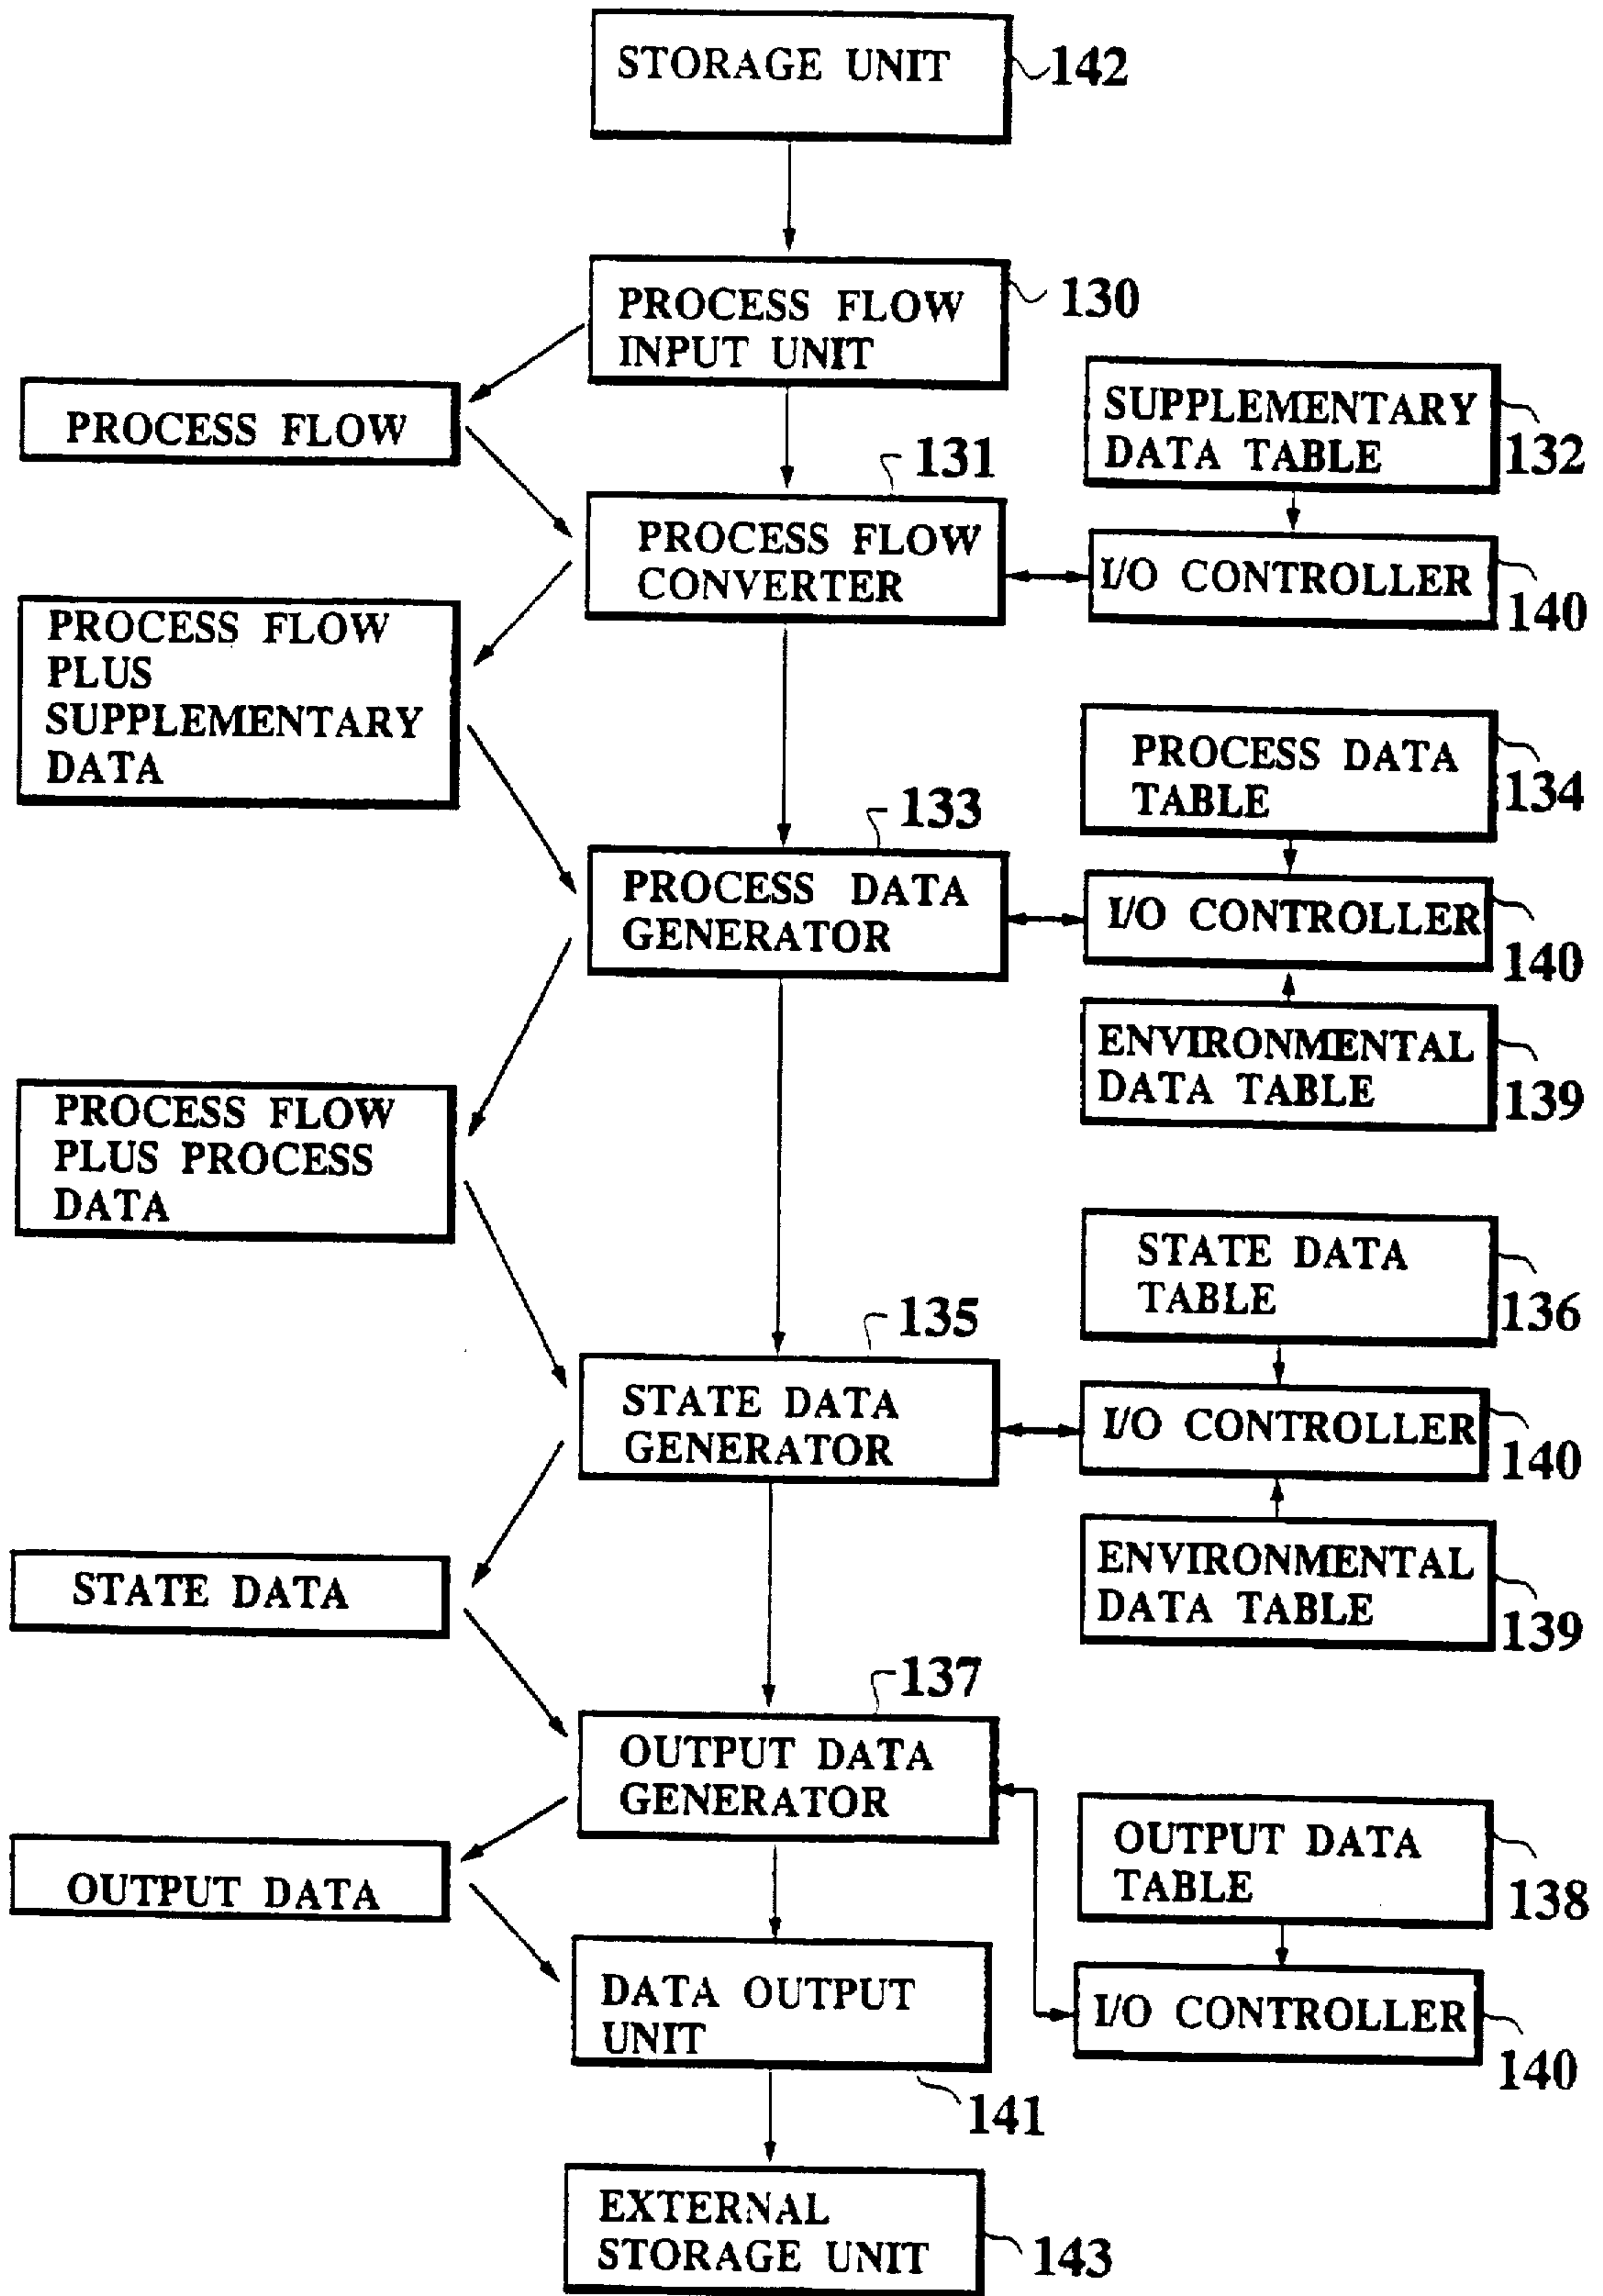 STORAGE UNIT
142
PROCESS FLOW
INPUT UNIT
130
PROCESS FLOW
SUPPLEMENTARY
DATA TABLE
132
131
PROCESS FLOW
CONVERTER
I/O CONTROLLER
140
PROCESS FLOW
PLUS
SUPPLEMENTARY
DATA
PROCESS DATA
TABLE
134
133
PROCESS DATA
GENERATOR
I/O CONTROLLER
140
ENVIRONMENTAL
DATA TABLE
139
PROCESS FLOW
PLUS PROCESS
DATA
STATE DATA
TABLE
136
135
STATE DATA
GENERATOR
I/O CONTROLLER
140
ENVIRONMENTAL
DATA TABLE
139
STATE DATA
137
OUTPUT DATA
GENERATOR
OUTPUT DATA
TABLE
138
OUTPUT DATA
DATA OUTPUT
UNIT
141
I/O CONTROLLER
140
EXTERNAL
STORAGE UNIT
143